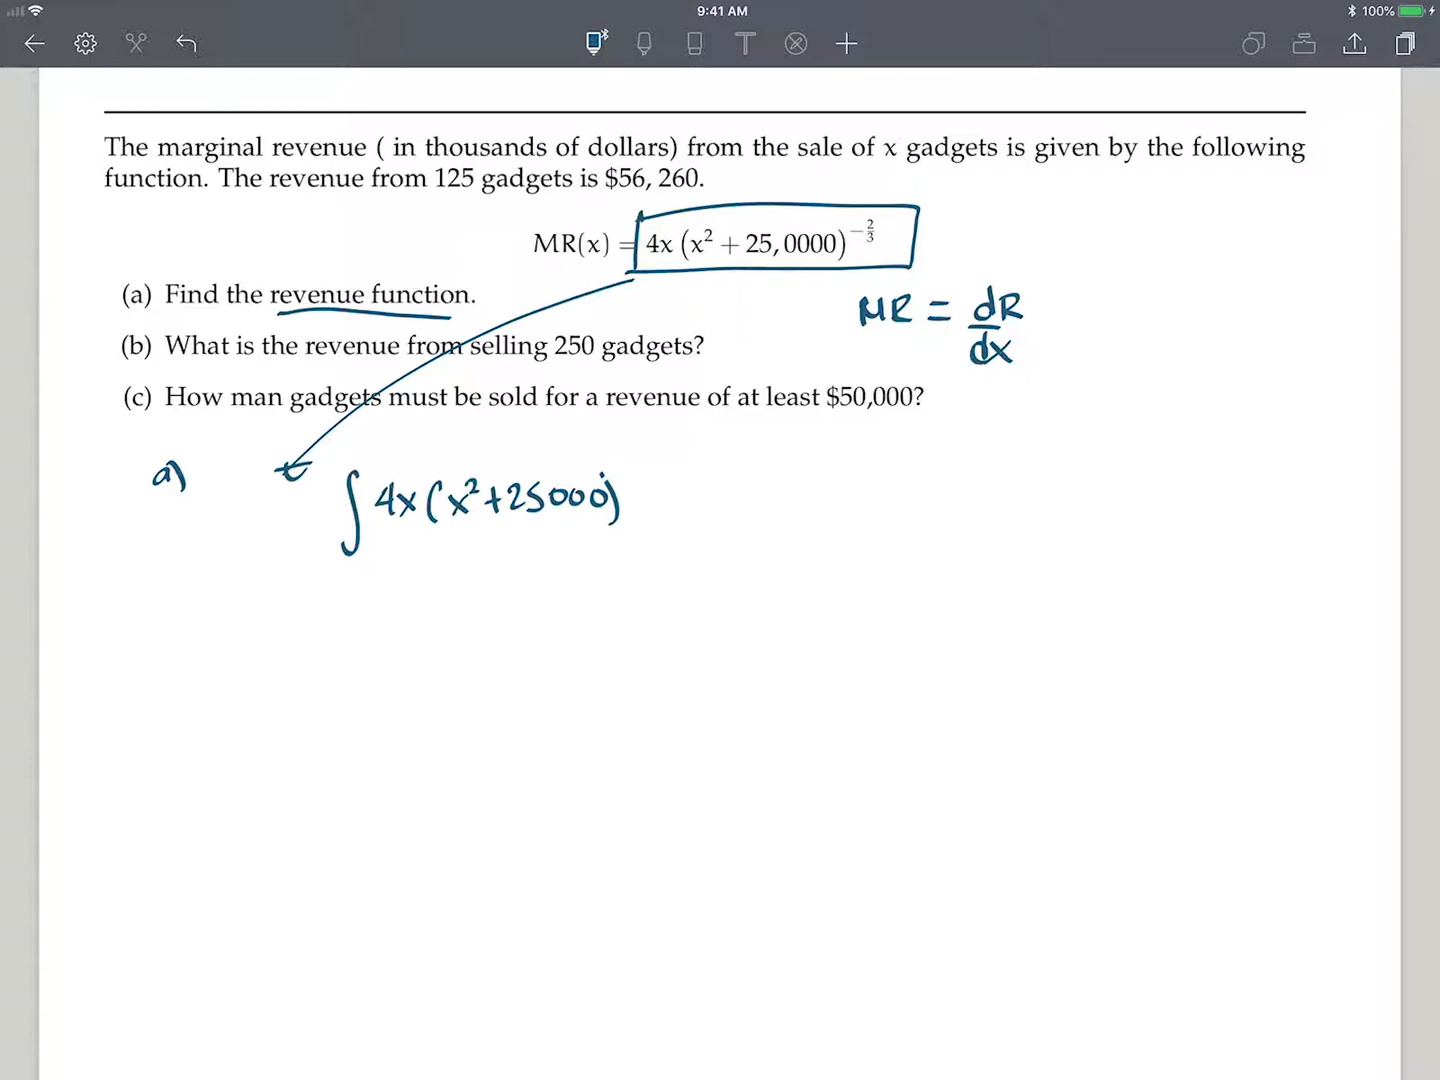 9:41 AM
100%
The marginal revenue ( in thousands of dollars) from the sale of x gadgets is given by the following
function. The revenue from 125 gadgets is $56, 260.
MR(x) = 4x (x² + 25, 0000)^{-2/3}
(a) Find the revenue function.
MR = dR/dx
(b) What is the revenue from selling 250 gadgets?
(c) How man gadgets must be sold for a revenue of at least $50,000?
a) ∫ 4x(x²+25000)